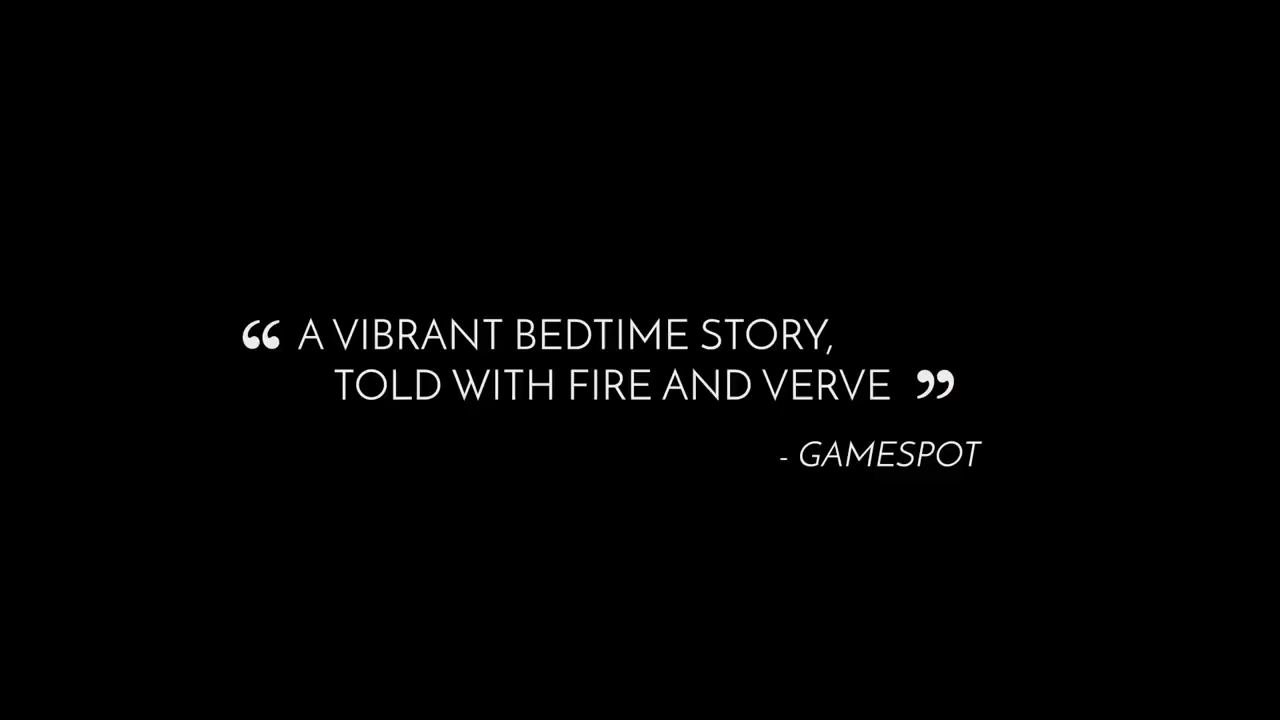 “ A VIBRANT BEDTIME STORY,
TOLD WITH FIRE AND VERVE ”
- GAMESPOT